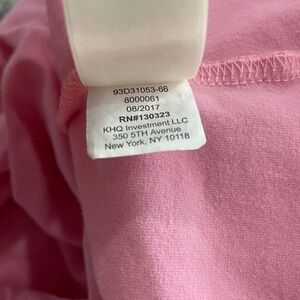 93D31053-66
8000061
08/2017
RN#130323
KHQ Investment LLC
350 5TH Avenue
New York, NY 10118